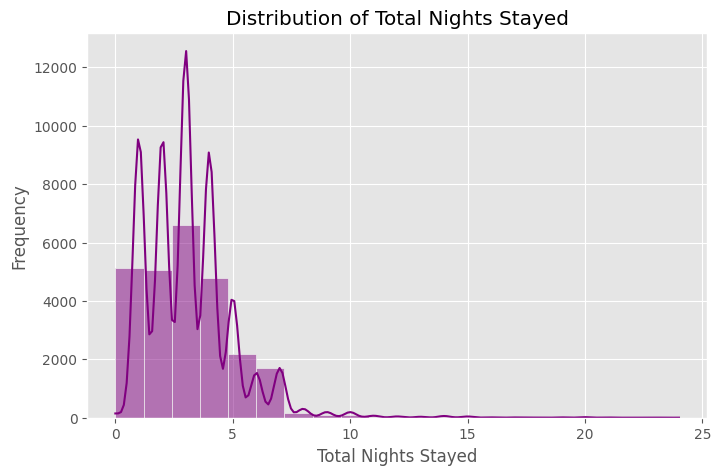 Distribution of Total Nights Stayed
12000
10000
8000
6000
4000
2000
0
Frequency
0 5 10 15 20 25
Total Nights Stayed